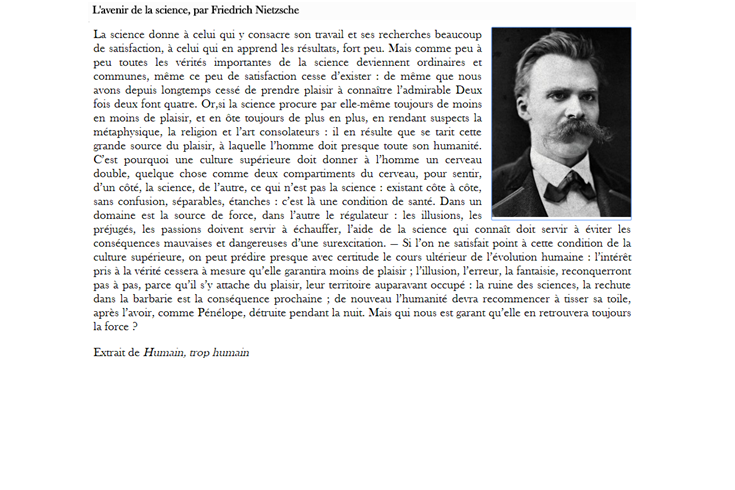 L'avenir de la science, par Friedrich Nietzsche
La science donne à celui qui y consacre son travail et ses recherches beaucoup
de satisfaction, à celui qui en apprend les résultats, fort peu. Mais comme peu à
peu toutes les vérités importantes de la science deviennent ordinaires et
communes, même ce peu de satisfaction cesse d'exister : de même que nous
avons depuis longtemps cessé de prendre plaisir à connaître l'admirable Deux
fois deux font quatre. Or,si la science procure par elle-même toujours de moins
en moins de plaisir, et en ôte toujours de plus en plus, en rendant suspects la
métaphysique, la religion et l'art consolateurs : il en résulte que se tarit cette
grande source du plaisir, à laquelle l'homme doit presque toute son humanité.
C'est pourquoi une culture supérieure doit donner à l'homme un cerveau
double, quelque chose comme deux compartiments du cerveau, pour sentir,
d'un côté, la science, de l'autre, ce qui n'est pas la science : existant côte à côte,
sans confusion, séparables, étanches : c'est là une condition de santé. Dans un
domaine est la source de force, dans l'autre le régulateur : les illusions, les
préjugés, les passions doivent servir à échauffer, l'aide de la science qui connaît doit servir à éviter les
conséquences mauvaises et dangereuses d'une surexcitation. — Si l'on ne satisfait point à cette condition de la
culture supérieure, on peut prédire presque avec certitude le cours ultérieur de l'évolution humaine : l'intérêt
pris à la vérité cessera à mesure qu'elle garantira moins de plaisir ; l'illusion, l'erreur, la fantaisie, reconquerront
pas à pas, parce qu'il s'y attache du plaisir, leur territoire auparavant occupé : la ruine des sciences, la rechute
dans la barbarie est la conséquence prochaine ; de nouveau l'humanité devra recommencer à tisser sa toile,
après l'avoir, comme Pénélope, détruite pendant la nuit. Mais qui nous est garant qu'elle en retrouvera toujours
la force ?
Extrait de Humain, trop humain